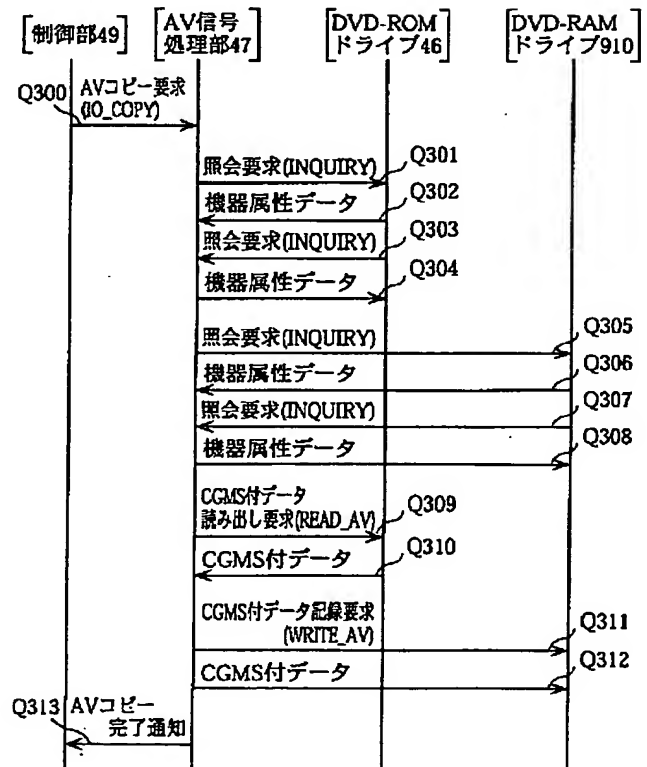 [制御部49]
[AV信号
処理部47]
[DVD-ROM
ドライブ46]
[DVD-RAM
ドライブ910]
Q300
AVコピー要求
(IO_COPY)
照会要求(INQUIRY)
Q301
機器属性データ
Q302
照会要求(INQUIRY)
Q303
機器属性データ
Q304
照会要求(INQUIRY)
Q305
機器属性データ
Q306
照会要求(INQUIRY)
Q307
機器属性データ
Q308
CGMS付データ
読み出し要求(READ_AV)
Q309
CGMS付データ
Q310
CGMS付データ記録要求
(WRITE_AV)
Q311
CGMS付データ
Q312
Q313
AVコピー
完了通知